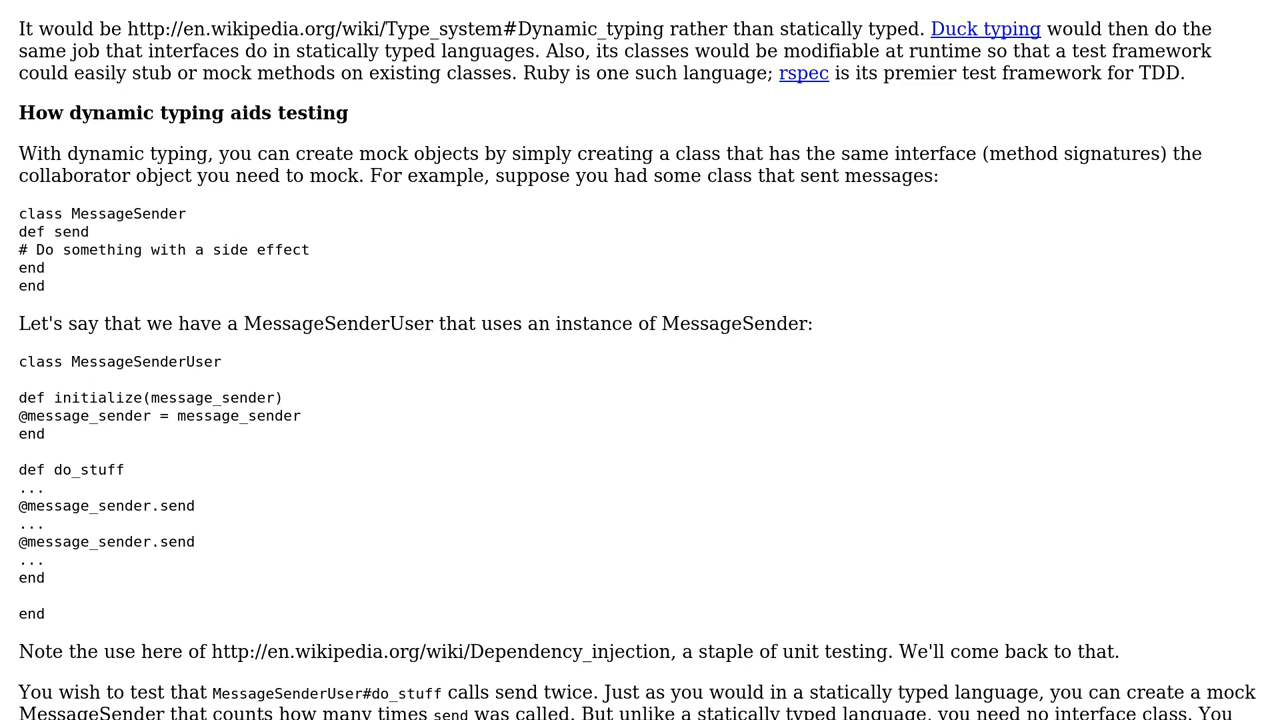 It would be http://en.wikipedia.org/wiki/Type_system#Dynamic_typing rather than statically typed. Duck typing would then do the
same job that interfaces do in statically typed languages. Also, its classes would be modifiable at runtime so that a test framework
could easily stub or mock methods on existing classes. Ruby is one such language; rspec is its premier test framework for TDD.
How dynamic typing aids testing
With dynamic typing, you can create mock objects by simply creating a class that has the same interface (method signatures) the
collaborator object you need to mock. For example, suppose you had some class that sent messages:
class MessageSender
def send
# Do something with a side effect
end
end
Let's say that we have a MessageSenderUser that uses an instance of MessageSender:
class MessageSenderUser
def initialize(message_sender)
@message_sender = message_sender
end
def do_stuff
...
@message_sender.send
...
@message_sender.send
...
end
end
Note the use here of http://en.wikipedia.org/wiki/Dependency_injection, a staple of unit testing. We'll come back to that.
You wish to test that MessageSenderUser#do_stuff calls send twice. Just as you would in a statically typed language, you can create a mock
MessageSender that counts how many times send was called. But unlike a statically typed language, you need no interface class. You